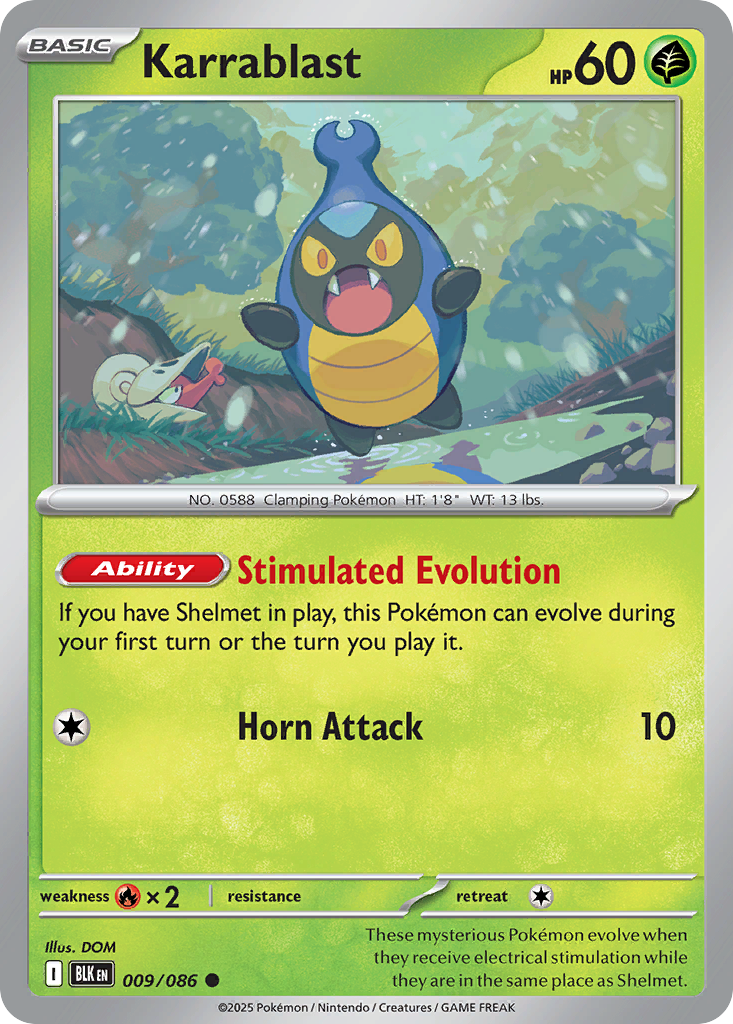 BASIC
Karrablast
HP 60
NO. 0588 Clamping Pokémon HT: 1'8" WT: 13 lbs.
Ability Stimulated Evolution
If you have Shelmet in play, this Pokémon can evolve during
your first turn or the turn you play it.
Horn Attack 10
weakness ×2 resistance retreat
Illus. DOM
These mysterious Pokémon evolve when
they receive electrical stimulation while
they are in the same place as Shelmet.
I BLK EN 009/086
©2025 Pokémon / Nintendo / Creatures / GAME FREAK